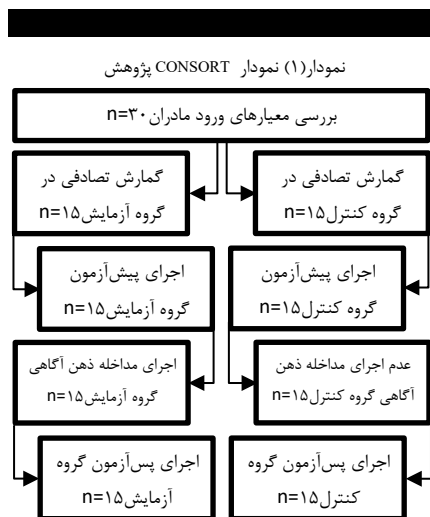 نمودار(۱) نمودار CONSORT پژوهش
بررسی معیارهای ورود مادران n=۳۰
گمارش تصادفی در
گروه کنترل n=۱۵
گمارش تصادفی در
گروه آزمایش n=۱۵
اجرای پیش‌آزمون
گروه کنترل n=۱۵
اجرای پیش‌آزمون
گروه آزمایش n=۱۵
عدم اجرای مداخله ذهن
آگاهی گروه کنترل n=۱۵
اجرای مداخله ذهن آگاهی
گروه آزمایش n=۱۵
اجرای پس‌آزمون گروه
کنترل n=۱۵
اجرای پس‌آزمون گروه
آزمایش n=۱۵